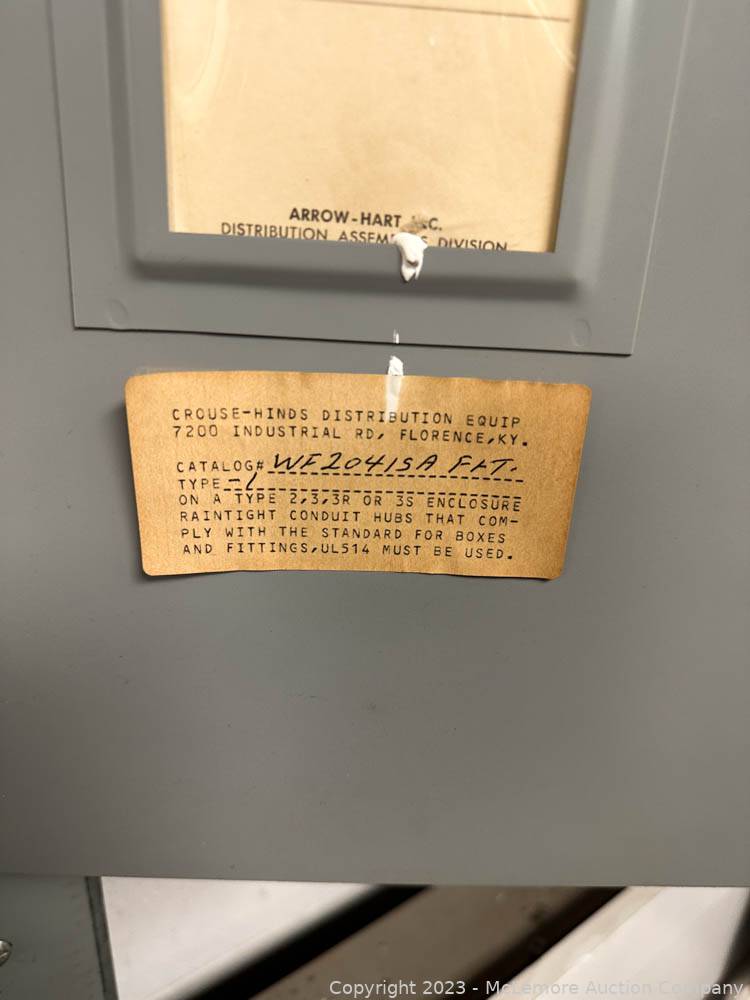 ARROW-HART
DISTRIBUTION DIVISION
CROUSE-HINDS DISTRIBUTION EQUIP
7200 INDUSTRIAL RD, FLORENCE,KY.
CATALOG# WF2041SA
TYPE -1
ON A TYPE 2,3,3R OR 3S ENCLOSURE
RAINTIGHT CONDUIT HUBS THAT COM-
PLY WITH THE STANDARD FOR BOXES
AND FITTINGS,UL514 MUST BE USED.
Copyright 2023 - McLemore Auction Company